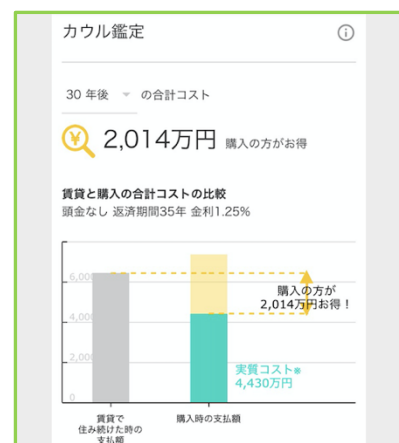 カウル鑑定
30 年後 の合計コスト
2,014万円 購入の方がお得
賃貸と購入の合計コストの比較
頭金なし 返済期間35年 金利1.25%
6,000
購入の方が
2,014万円お得！
4,000
2,000
実質コスト※
4,430万円
0
賃貸で
住み続けた時の
支払額
購入時の支払額